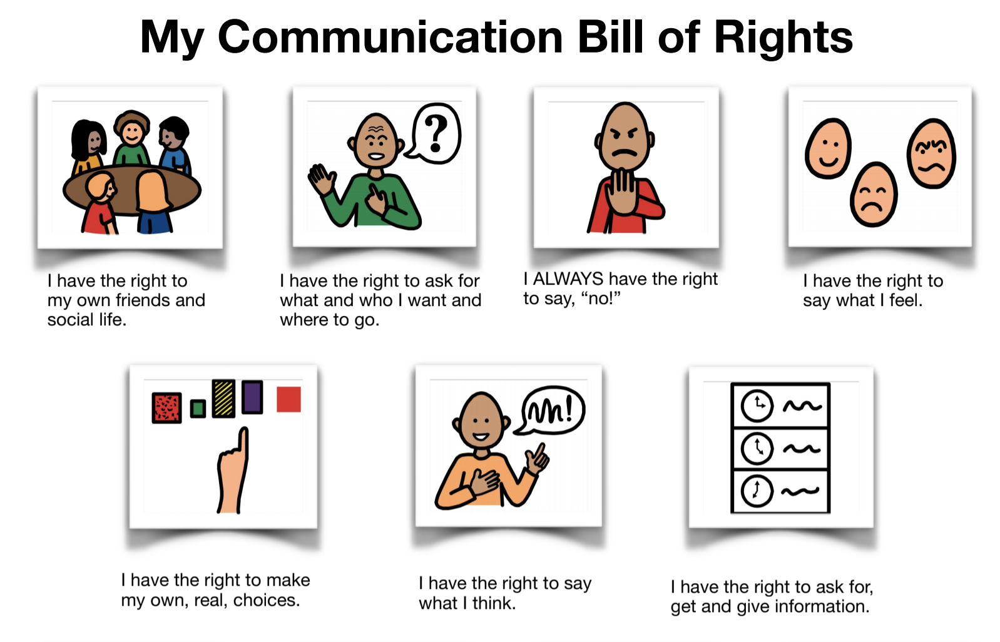 My Communication Bill of Rights
?
I have the right to
my own friends and
social life.
I have the right to ask for
what and who I want and
where to go.
I ALWAYS have the right
to say, “no!”
I have the right to
say what I feel.
!
I have the right to make
my own, real, choices.
I have the right to say
what I think.
I have the right to ask for,
get and give information.